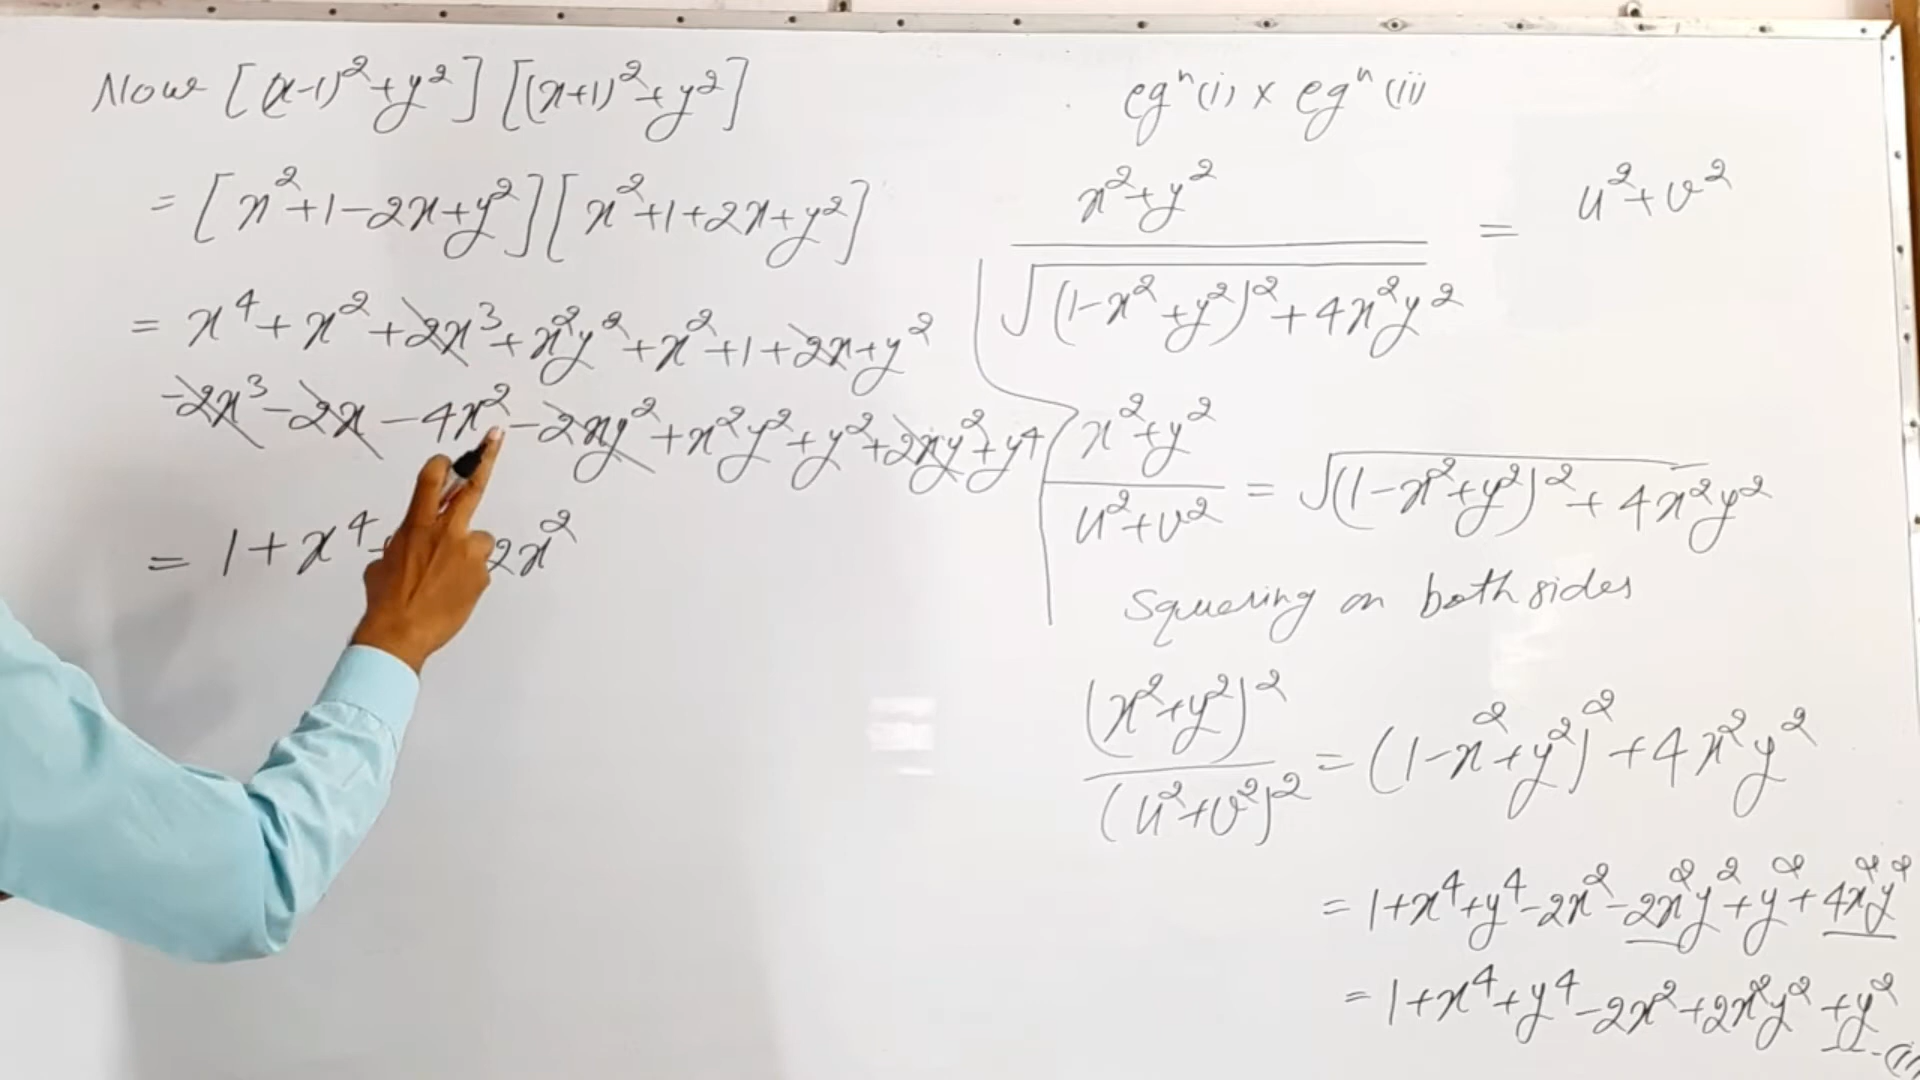 Now [(x-1)²+y²] [(x+1)²+y²]
= [x²+1-2x+y²][x²+1+2x+y²]
= x⁴+x²+2x³+x²y²+x²+1+2x+y²
-2x³-2x-4x²-2xy²+x²y²+y²+2xy²+y⁴
= 1+x⁴ 2x²
eqⁿ(i) × eqⁿ(ii)
x²+y² / √((1-x²+y²)²+4x²y²) = u²+v²
x²+y² / u²+v² = √((1-x²+y²)²+4x²y²)
Squaring on both sides
(x²+y²)² / (u²+v²)² = (1-x²+y²)²+4x²y²
= 1+x⁴+y⁴-2x²-2x²y²+y²+4x²y²
= 1+x⁴+y⁴-2x²+2x²y²+y²